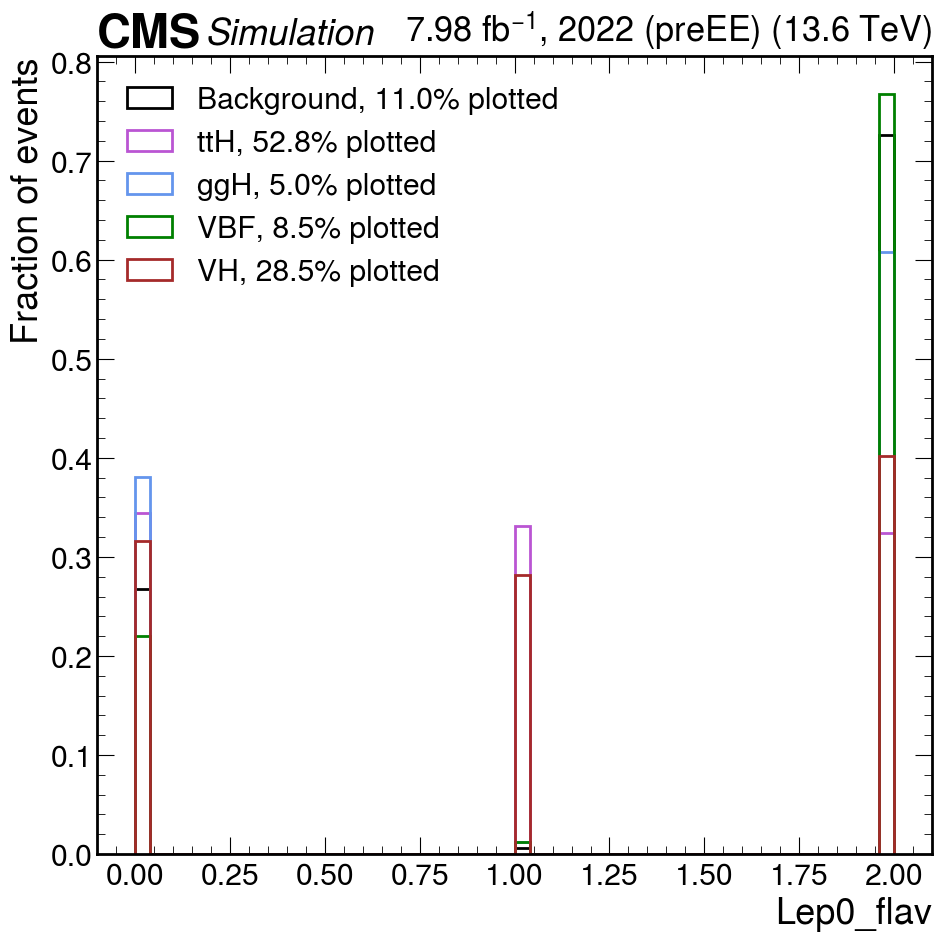 CMS Simulation 7.98 fb⁻¹, 2022 (preEE) (13.6 TeV)
Fraction of events
0.8
0.7
0.6
0.5
0.4
0.3
0.2
0.1
0.0
Background, 11.0% plotted
ttH, 52.8% plotted
ggH, 5.0% plotted
VBF, 8.5% plotted
VH, 28.5% plotted
0.00 0.25 0.50 0.75 1.00 1.25 1.50 1.75 2.00
Lep0_flav